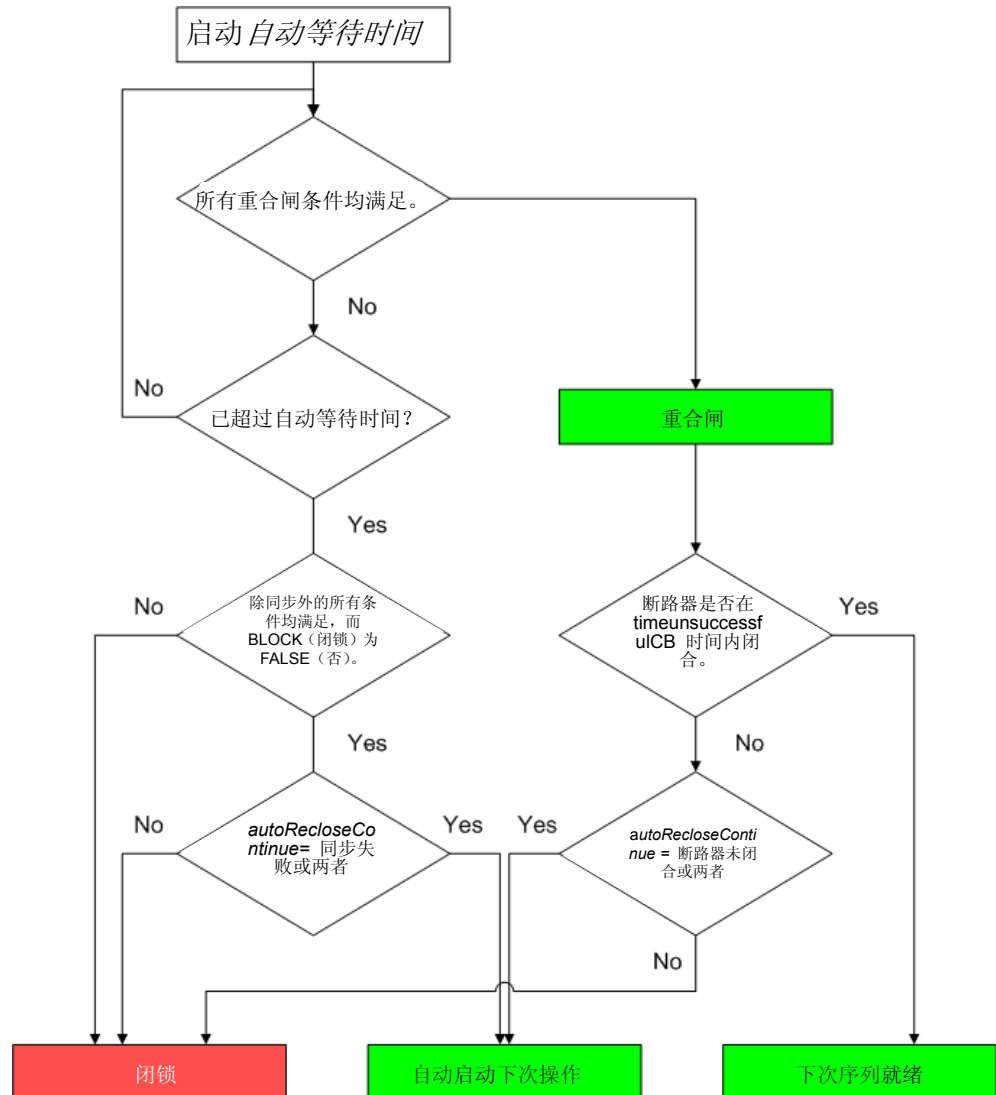 启动自动等待时间
所有重合闸条件均满足。
No
No
已超过自动等待时间？
重合闸
Yes
No
除同步外的所有条
件均满足，而
BLOCK（闭锁）为
FALSE（否）。
断路器是否在
timeunsuccessf
ulCB 时间内闭
合。
Yes
Yes
No
No
autoRecloseCo
ntinue= 同步失
败或两者
Yes
Yes
autoRecloseConti
nue = 断路器未闭
合或两者
No
闭锁
自动启动下次操作
下次序列就绪